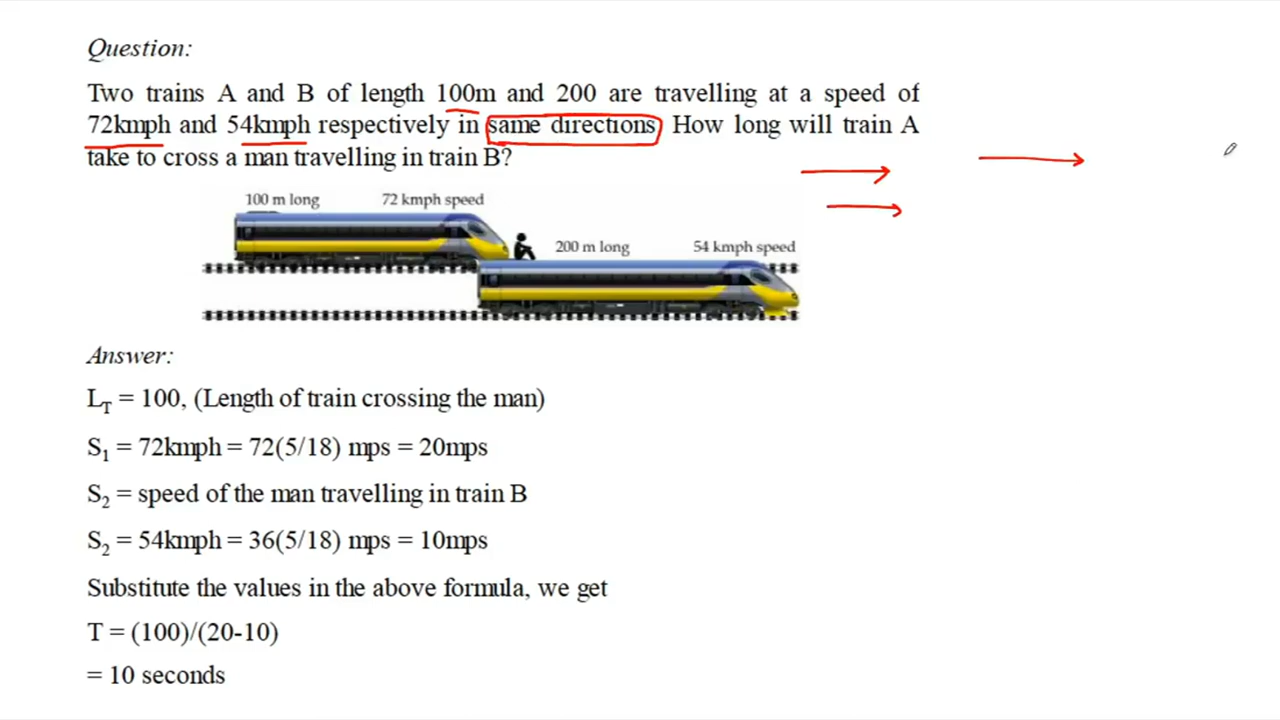 Question:
Two trains A and B of length 100m and 200 are travelling at a speed of
72kmph and 54kmph respectively in same directions. How long will train A
take to cross a man travelling in train B?
100 m long 72 kmph speed
200 m long 54 kmph speed
Answer:
L_T = 100, (Length of train crossing the man)
S₁ = 72kmph = 72(5/18) mps = 20mps
S₂ = speed of the man travelling in train B
S₂ = 54kmph = 36(5/18) mps = 10mps
Substitute the values in the above formula, we get
T = (100)/(20-10)
= 10 seconds